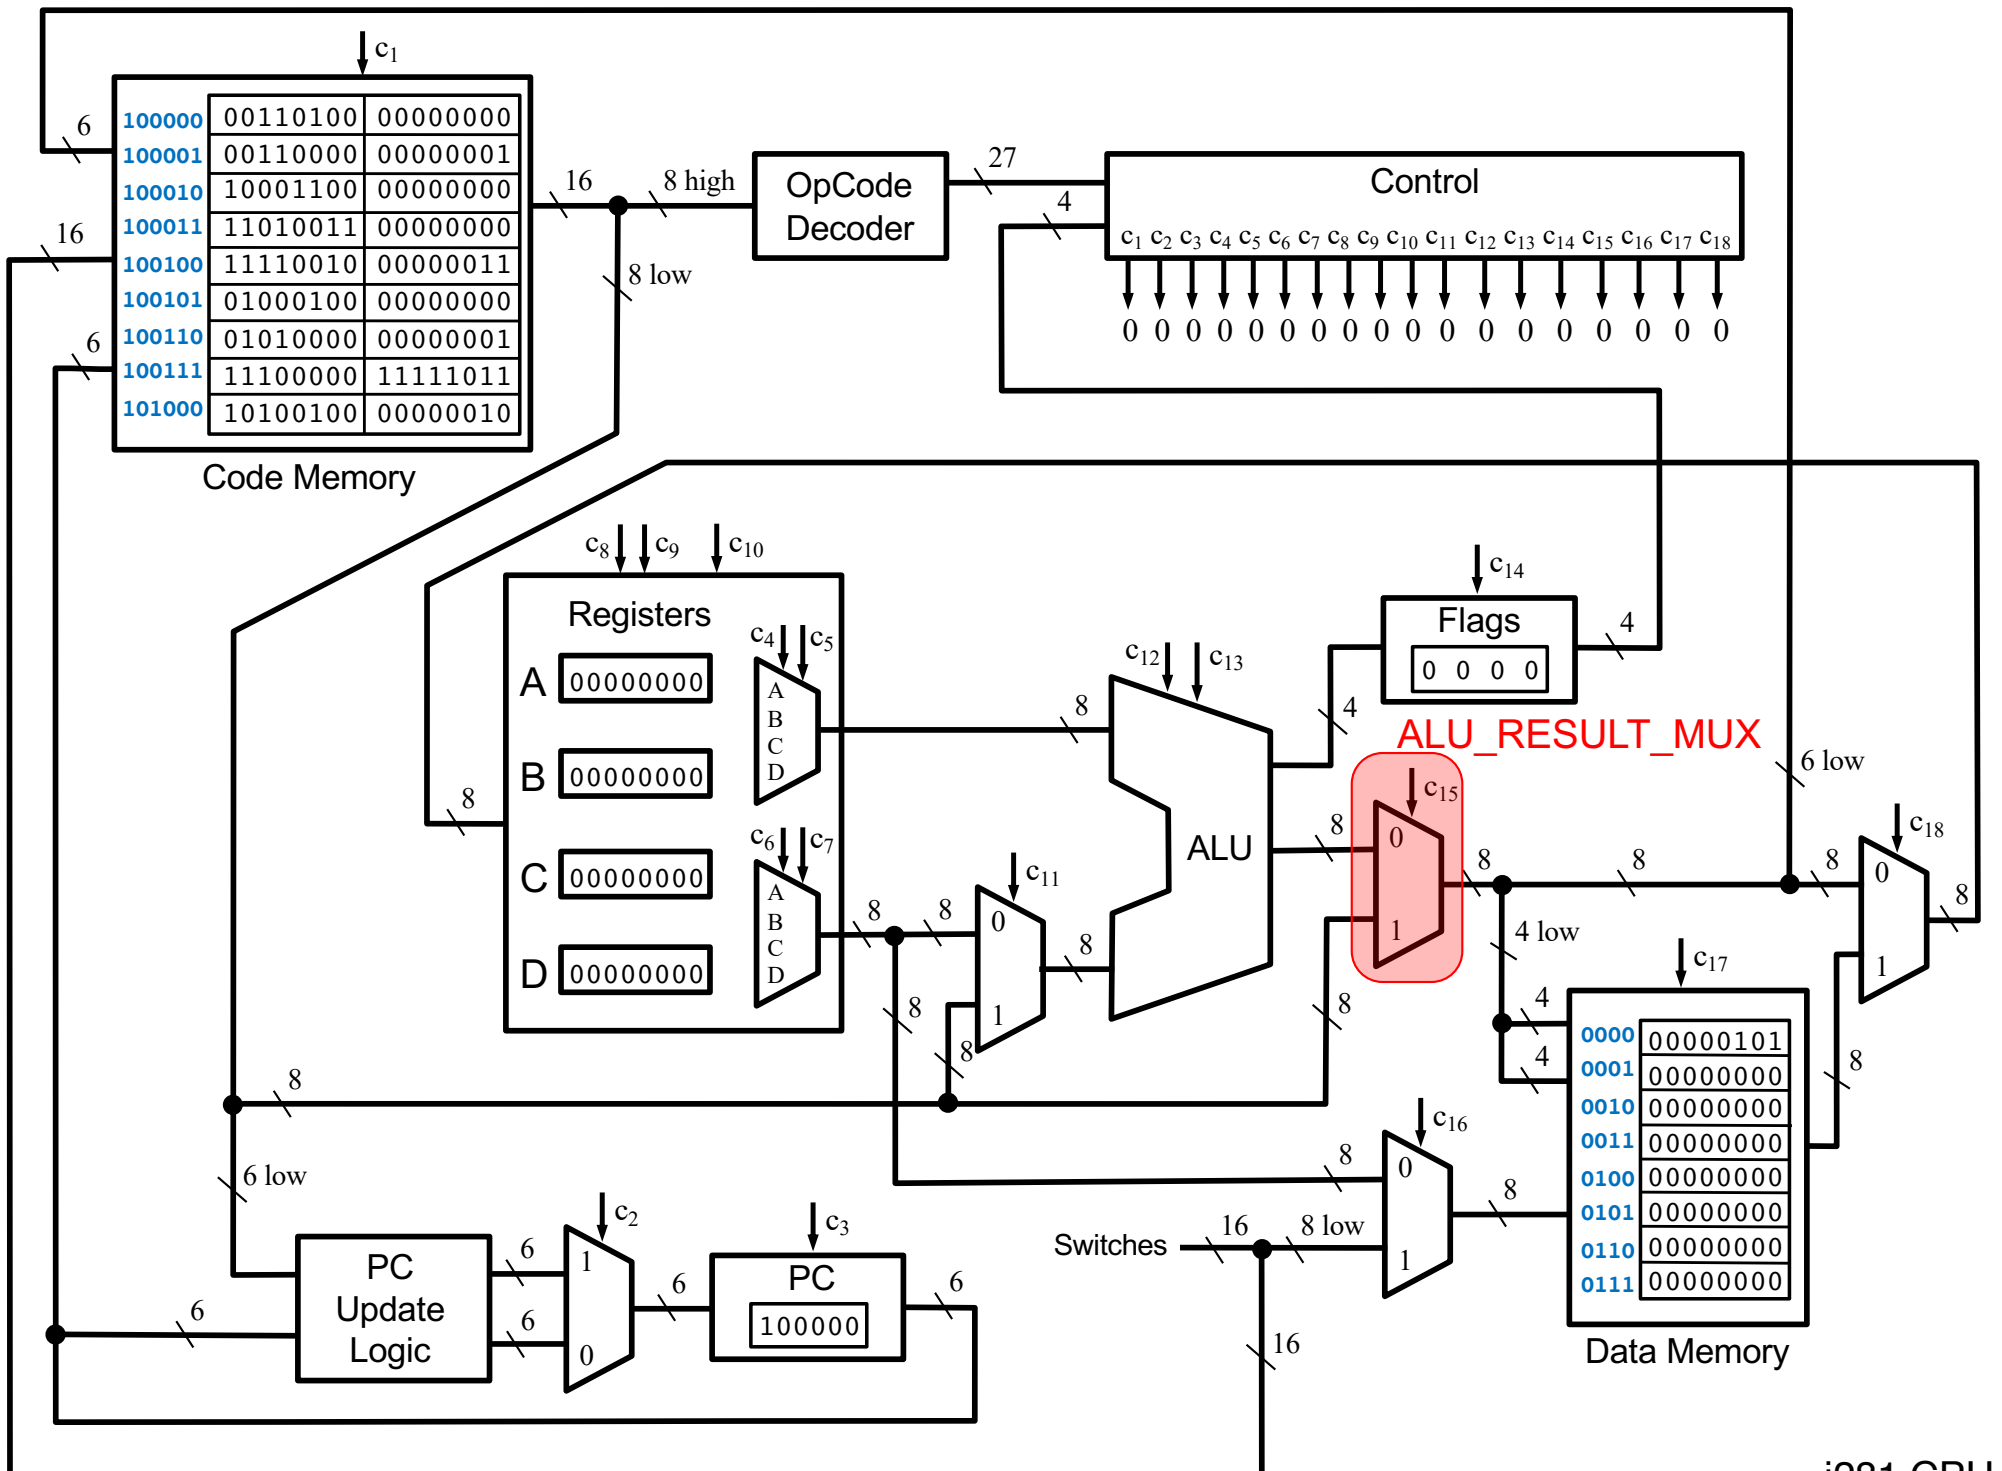 c1
100000 00110100 00000000
100001 00110000 00000001
100010 10001100 00000000
100011 11010011 00000000
100100 11110010 00000011
100101 01000100 00000000
100110 01010000 00000001
100111 11100000 11111011
101000 10100100 00000010
Code Memory
6
16
6
16
8 high
8 low
OpCode
Decoder
27
4
Control
c1 c2 c3 c4 c5 c6 c7 c8 c9 c10 c11 c12 c13 c14 c15 c16 c17 c18
0 0 0 0 0 0 0 0 0 0 0 0 0 0 0 0 0 0
c8 c9 c10
Registers
A 00000000
B 00000000
C 00000000
D 00000000
8
c4 c5
A
B
C
D
c6 c7
A
B
C
D
8
8
8
8
c11
0
1
8
8
c12 c13
ALU
c14
Flags
0 0 0 0
4
4
ALU_RESULT_MUX
c15
0
1
8
8
8
8
8
6 low
4 low
c18
0
1
8
c17
4
4
0000 00000101
0001 00000000
0010 00000000
0011 00000000
0100 00000000
0101 00000000
0110 00000000
0111 00000000
Data Memory
8
8
6 low
PC
Update
Logic
6
6
6
c2
1
0
6
c3
PC
100000
6
Switches
16
8 low
16
c16
0
1
8
8